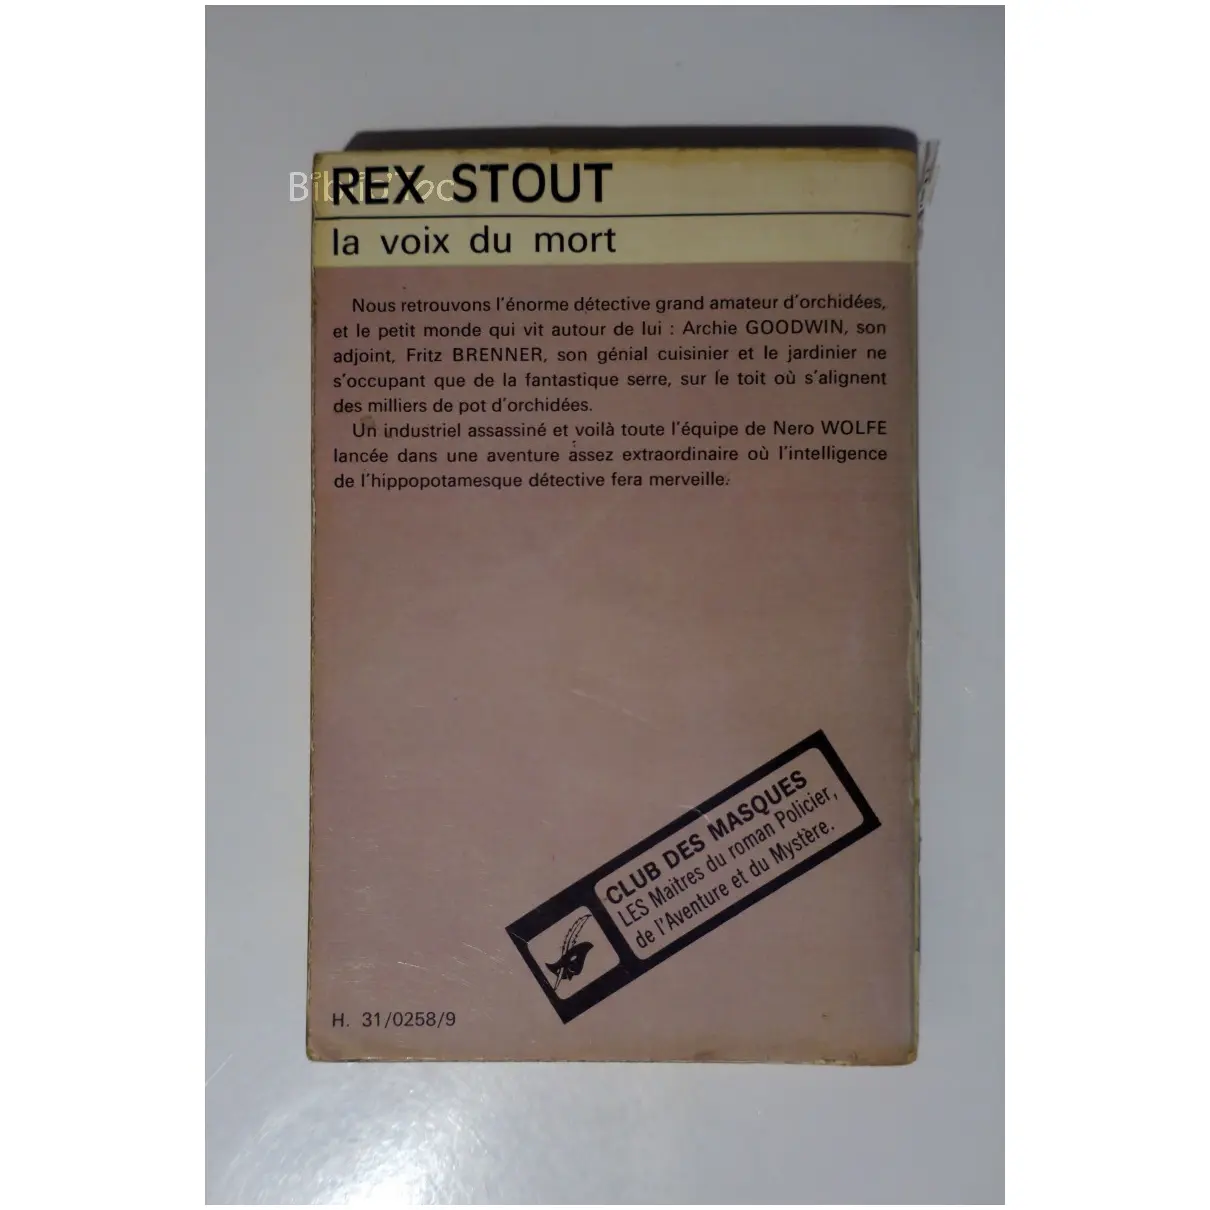 Biblio'Toc
REX STOUT
la voix du mort
Nous retrouvons l'énorme détective grand amateur d'orchidées,
et le petit monde qui vit autour de lui : Archie GOODWIN, son
adjoint, Fritz BRENNER, son génial cuisinier et le jardinier ne
s'occupant que de la fantastique serre, sur le toit où s'alignent
des milliers de pot d'orchidées.
Un industriel assassiné et voilà toute l'équipe de Nero WOLFE
lancée dans une aventure assez extraordinaire où l'intelligence
de l'hippopotamesque détective fera merveille.
CLUB DES MASQUES
LES Maîtres du roman Policier,
de l'Aventure et du Mystère.
H. 31/0258/9